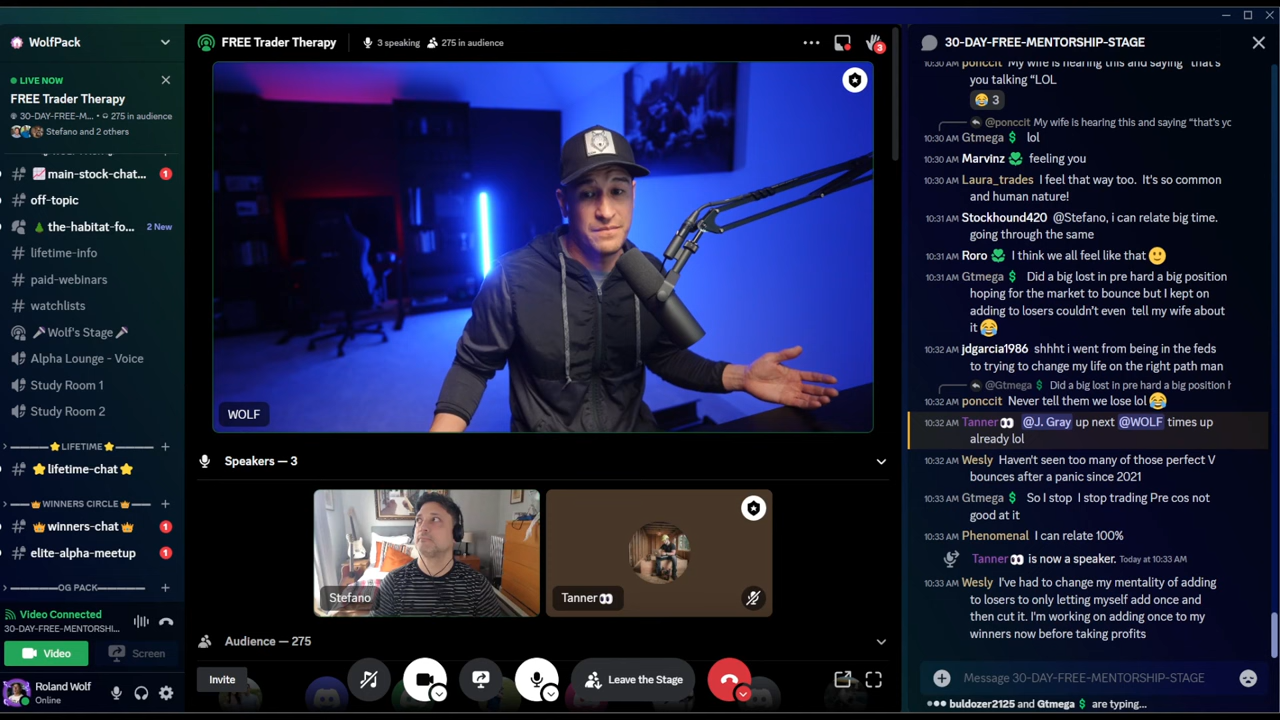 WolfPack
LIVE NOW
FREE Trader Therapy
30-DAY-FREE-M... • 275 in audience
Stefano and 2 others
main-stock-chat... 1
off-topic
the-habitat-fo... 2 New
lifetime-info
paid-webinars
watchlists
Wolf's Stage
Alpha Lounge - Voice
Study Room 1
Study Room 2
LIFETIME
lifetime-chat
WINNERS CIRCLE
winners-chat 1
elite-alpha-meetup 1
OG PACK
Video Connected
30-DAY-FREE-MENTORSHI...
Video Screen
Roland Wolf
Online
FREE Trader Therapy 3 speaking 275 in audience
3
WOLF
Speakers — 3
Stefano
Tanner
Audience — 275
Invite
Leave the Stage
30-DAY-FREE-MENTORSHIP-STAGE
10:30 AM poncclt My wife is hearing this and saying "that's
you talking “LOL
3
@ponccit My wife is hearing this and saying "that's yc
10:30 AM Gtmega lol
10:30 AM Marvinz feeling you
10:30 AM Laura_trades I feel that way too. It's so common
and human nature!
10:31 AM Stockhound420 @Stefano, i can relate big time.
going through the same
10:31 AM Roro I think we all feel like that
10:31 AM Gtmega Did a big lost in pre hard a big position
hoping for the market to bounce but I kept on
adding to losers couldn't even tell my wife about
it
10:32 AM jdgarcia1986 shhht i went from being in the feds
to trying to change my life on the right path man
@Gtmega Did a big lost in pre hard a big position h
10:32 AM ponccit Never tell them we lose lol
10:32 AM Tanner @J. Gray up next @WOLF times up
already lol
10:32 AM Wesly Haven't seen too many of those perfect V
bounces after a panic since 2021
10:33 AM Gtmega So I stop I stop trading Pre cos not
good at it
10:33 AM Phenomenal I can relate 100%
Tanner is now a speaker. Today at 10:33 AM
10:33 AM Wesly I've had to change my mentality of adding
to losers to only letting myself add once and
then cut it. I'm working on adding once to my
winners now before taking profits
Message 30-DAY-FREE-MENTORSHIP-STAGE
buldozer2125 and Gtmega are typing...